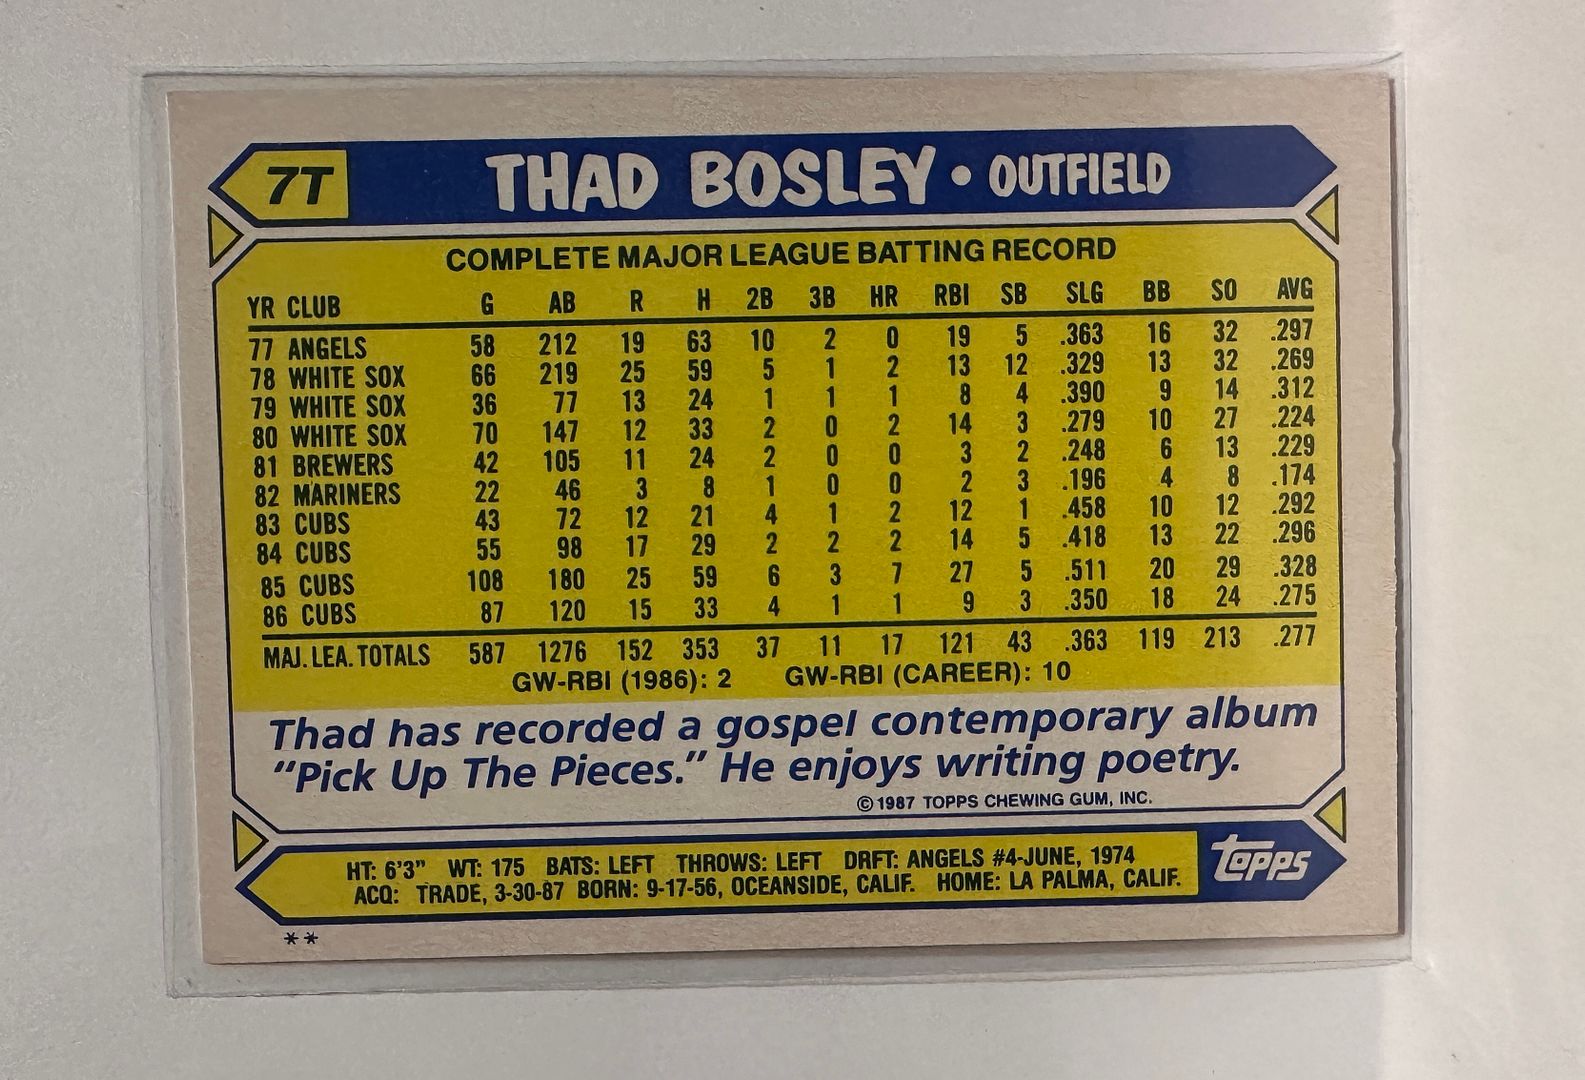 7T THAD BOSLEY • OUTFIELD
COMPLETE MAJOR LEAGUE BATTING RECORD
YR CLUB G AB R H 2B 3B HR RBI SB SLG BB SO AVG
77 ANGELS 58 212 19 63 10 2 0 19 5 .363 16 32 .297
78 WHITE SOX 66 219 25 59 5 1 2 13 12 .329 13 32 .269
79 WHITE SOX 36 77 13 24 1 1 1 8 4 .390 9 14 .312
80 WHITE SOX 70 147 12 33 2 0 2 14 3 .279 10 27 .224
81 BREWERS 42 105 11 24 2 0 0 3 2 .248 6 13 .229
82 MARINERS 22 46 3 8 1 0 0 2 3 .196 4 8 .174
83 CUBS 43 72 12 21 4 1 2 12 1 .458 10 12 .292
84 CUBS 55 98 17 29 2 2 2 14 5 .418 13 22 .296
85 CUBS 108 180 25 59 6 3 7 27 5 .511 20 29 .328
86 CUBS 87 120 15 33 4 1 1 9 3 .350 18 24 .275
MAJ. LEA. TOTALS 587 1276 152 353 37 11 17 121 43 .363 119 213 .277
GW-RBI (1986): 2 GW-RBI (CAREER): 10
Thad has recorded a gospel contemporary album
“Pick Up The Pieces.” He enjoys writing poetry.
© 1987 TOPPS CHEWING GUM, INC.
HT: 6'3" WT: 175 BATS: LEFT THROWS: LEFT DRFT: ANGELS #4-JUNE, 1974
ACQ: TRADE, 3-30-87 BORN: 9-17-56, OCEANSIDE, CALIF. HOME: LA PALMA, CALIF.
topps
**